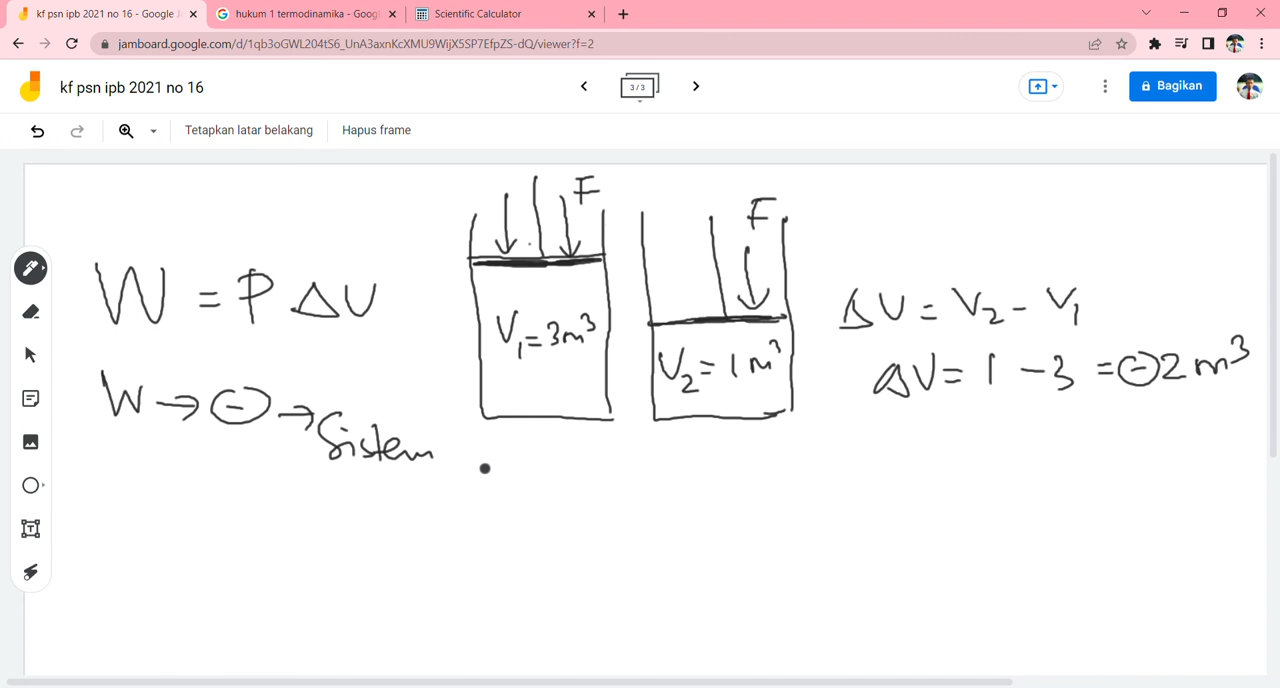 kf psn ipb 2021 no 16 - Google J
hukum 1 termodinamika - Goog
Scientific Calculator
jamboard.google.com/d/1qb3oGWL204tS6_UnA3axnKcXMU9WijX5SP7EfpZS-dQ/viewer?f=2
kf psn ipb 2021 no 16
3 / 3
Bagikan
Tetapkan latar belakang
Hapus frame
F
F
W = P ΔV
V₁ = 3m³
V₂ = 1 m³
ΔV = V₂ - V₁
ΔV = 1 - 3 = -2 m³
W → - → Sistem